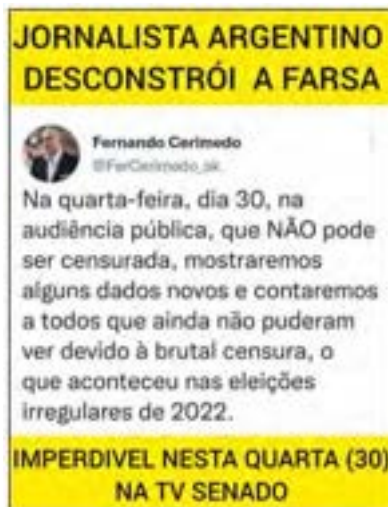 JORNALISTA ARGENTINO
DESCONSTRÓI A FARSA
Fernando Cerimedo
@FerCerimedo_ok
Na quarta-feira, dia 30, na
audiência pública, que NÃO pode
ser censurada, mostraremos
alguns dados novos e contaremos
a todos que ainda não puderam
ver devido à brutal censura, o
que aconteceu nas eleições
irregulares de 2022.
IMPERDIVEL NESTA QUARTA (30)
NA TV SENADO